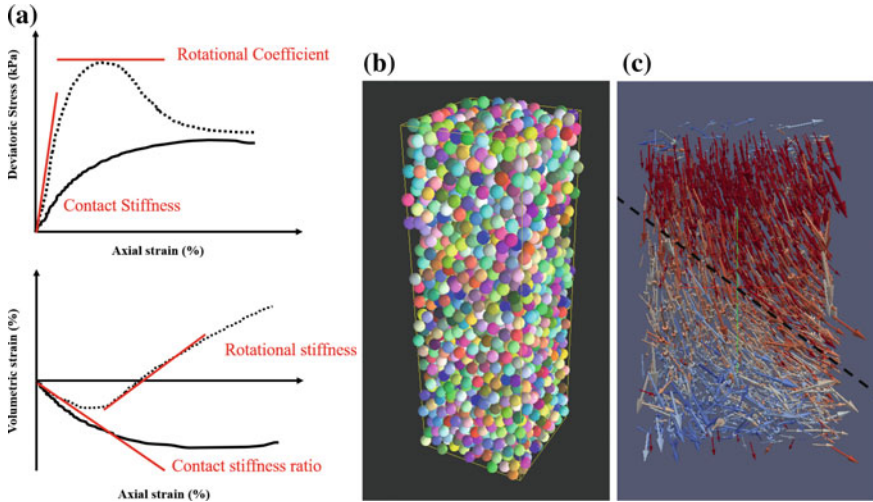 (a)
Deviatoric Stress (kPa)
Rotational Coefficient
Contact Stiffness
Axial strain (%)
Volumetric strain (%)
Rotational stiffness
Contact stiffness ratio
Axial strain (%)
(b)
(c)